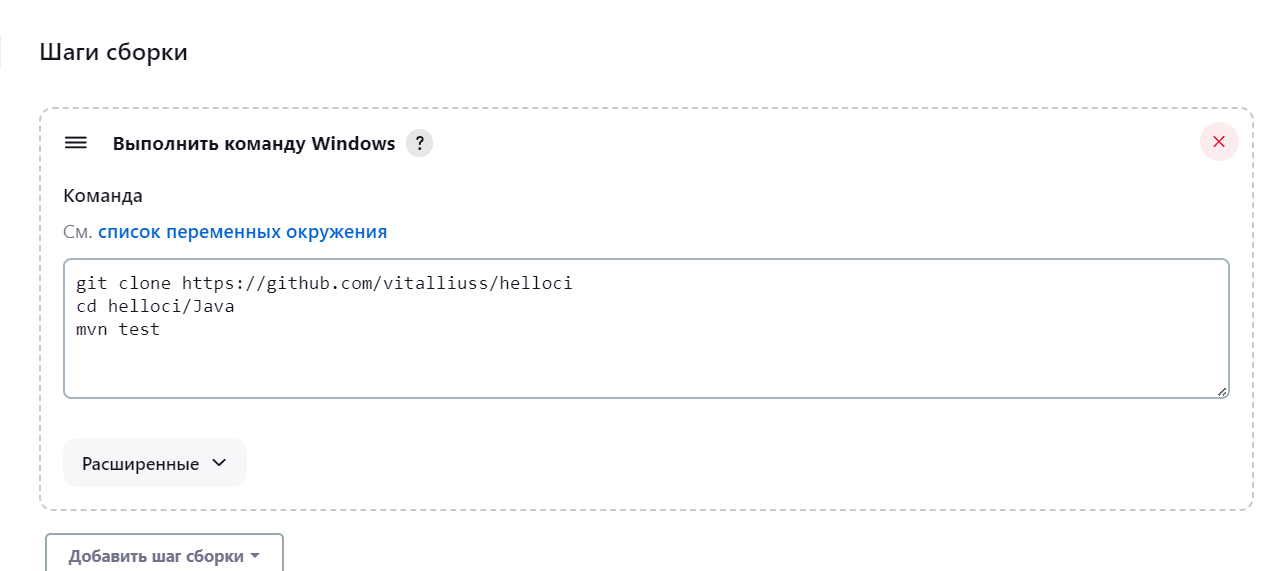 Шаги сборки
Выполнить команду Windows ?
Команда
См. список переменных окружения
git clone https://github.com/vitalliuss/helloci
cd helloci/Java
mvn test
Расширенные
Добавить шаг сборки